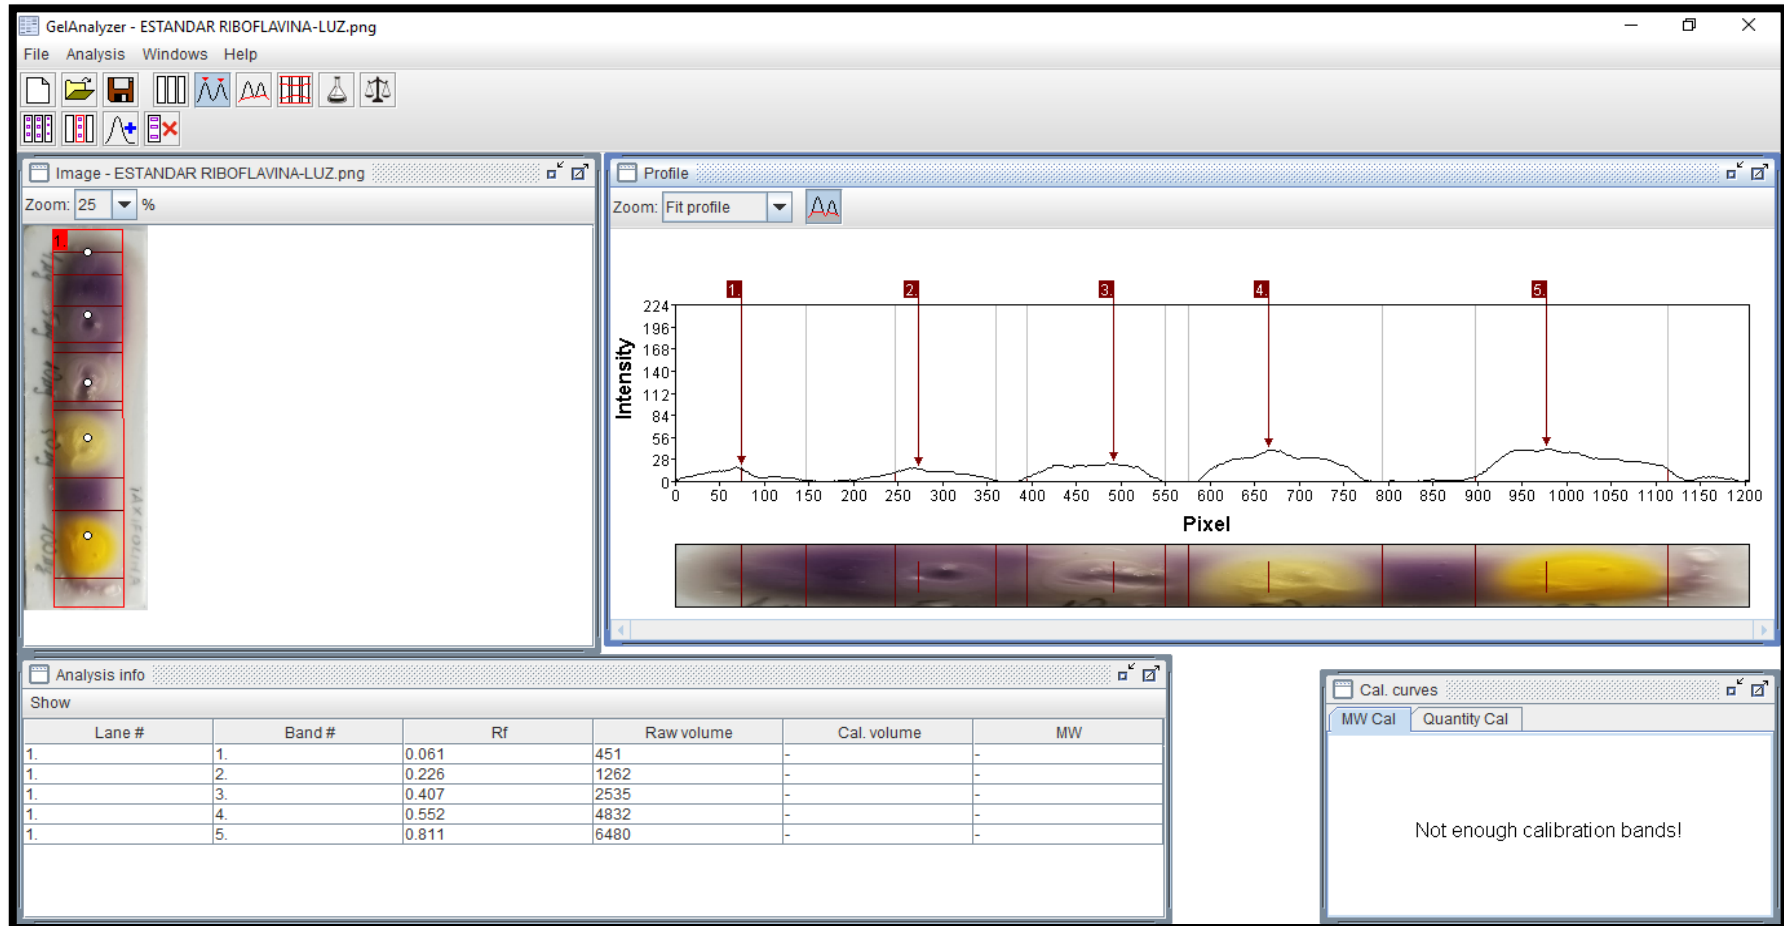 GelAnalyzer - ESTANDAR RIBOFLAVINA-LUZ.png
File Analysis Windows Help
Image - ESTANDAR RIBOFLAVINA-LUZ.png
Zoom: 25 %
1.
TAXIFOLINA
Profile
Zoom: Fit profile
1. 2. 3. 4. 5.
224
196
168
140
112
84
56
28
0
Intensity
0 50 100 150 200 250 300 350 400 450 500 550 600 650 700 750 800 850 900 950 1000 1050 1100 1150 1200
Pixel
Analysis info
Show
Lane # Band # Rf Raw volume Cal. volume MW
1. 1. 0.061 451 - -
1. 2. 0.226 1262 - -
1. 3. 0.407 2535 - -
1. 4. 0.552 4832 - -
1. 5. 0.811 6480 - -
Cal. curves
MW Cal Quantity Cal
Not enough calibration bands!